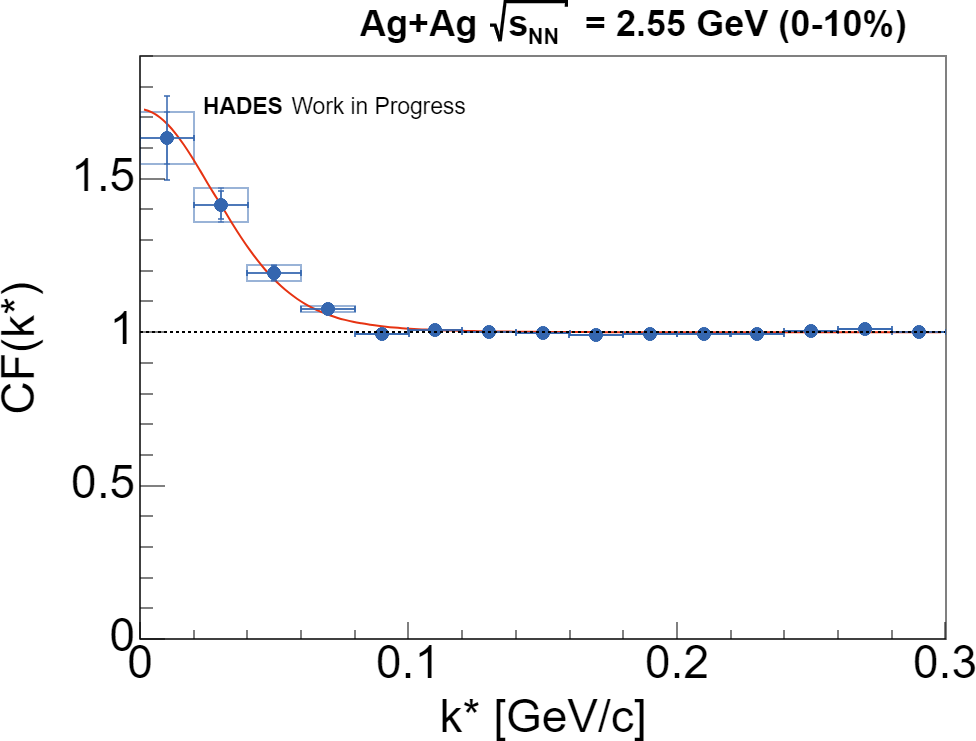 Ag+Ag √sNN = 2.55 GeV (0-10%)
HADES Work in Progress
1.5
1
0.5
0
0
0.1
0.2
0.3
CF(k*)
k* [GeV/c]